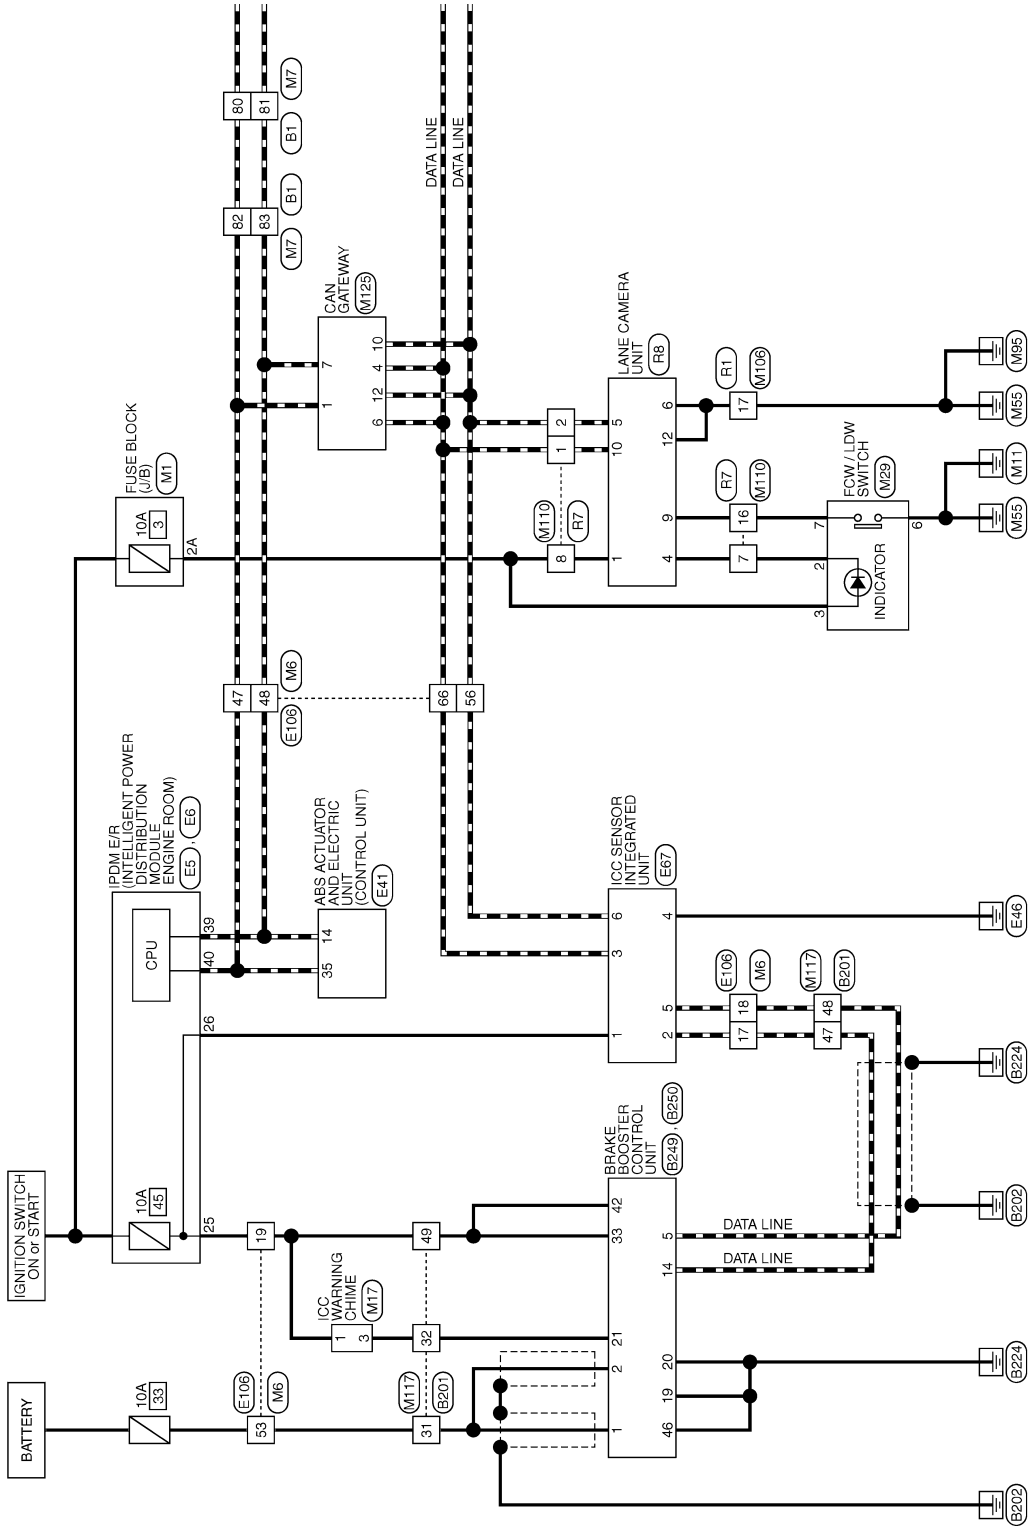 BATTERY
10A
33
53
E106
M6
31
M117
B201
IGNITION SWITCH
ON or START
10A
45
IPDM E/R
(INTELLIGENT POWER
DISTRIBUTION
MODULE
ENGINE ROOM)
E5 , E6
CPU
25
26
40
39
19
ICC
WARNING
CHIME
M17
1
3
32
49
ABS ACTUATOR
AND ELECTRIC
UNIT
(CONTROL UNIT)
E41
35
14
47
48
E106
M6
66
56
FUSE BLOCK
(J/B)
M1
10A
3
2A
CAN
GATEWAY
M125
1
7
6
12
4
10
82
83
M7
B1
80
81
B1
M7
DATA LINE
DATA LINE
BRAKE
BOOSTER
CONTROL
UNIT
B249 , B250
1
2
21
33
42
46
19
20
14
5
DATA LINE
DATA LINE
ICC SENSOR
INTEGRATED
UNIT
E67
1
3
6
2
5
4
17
18
E106
M6
47
48
M117
B201
8
1
2
M110
R7
LANE CAMERA
UNIT
R8
1
10
5
4
9
12
6
7
16
R7
M110
17
R1
M106
FCW / LDW
SWITCH
M29
3
2
7
6
INDICATOR
B202
B224
B202
B224
E46
M55
M11
M55
M95